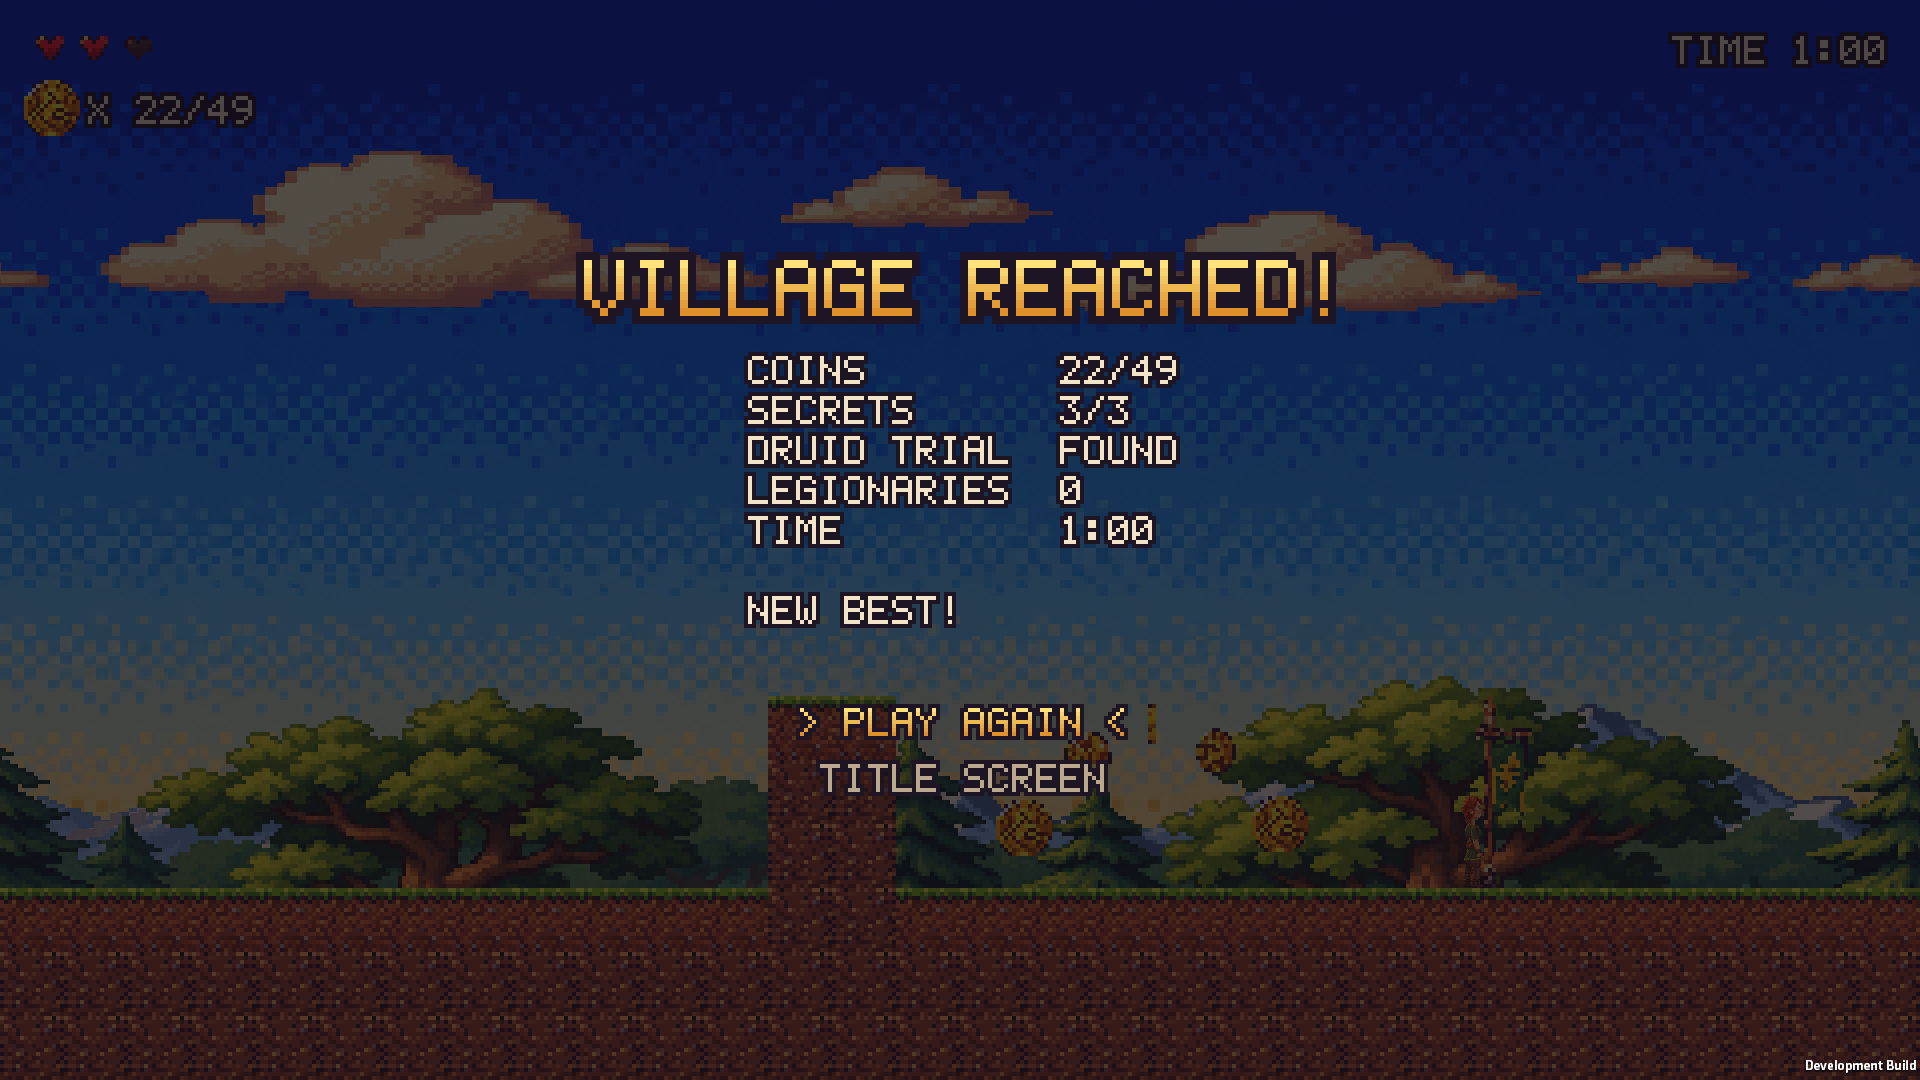 TIME 1:00
X 22/49
VILLAGE REACHED!
COINS 22/49
SECRETS 3/3
DRUID TRIAL FOUND
LEGIONARIES 0
TIME 1:00
NEW BEST!
> PLAY AGAIN <
TITLE SCREEN
Development Build